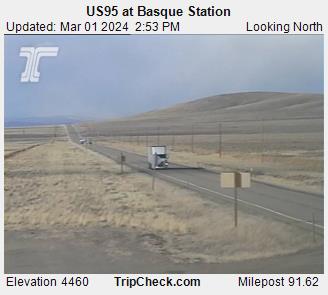 US95 at Basque Station
Updated: Mar 01 2024 2:53 PM Looking North
Elevation 4460 TripCheck.com Milepost 91.62